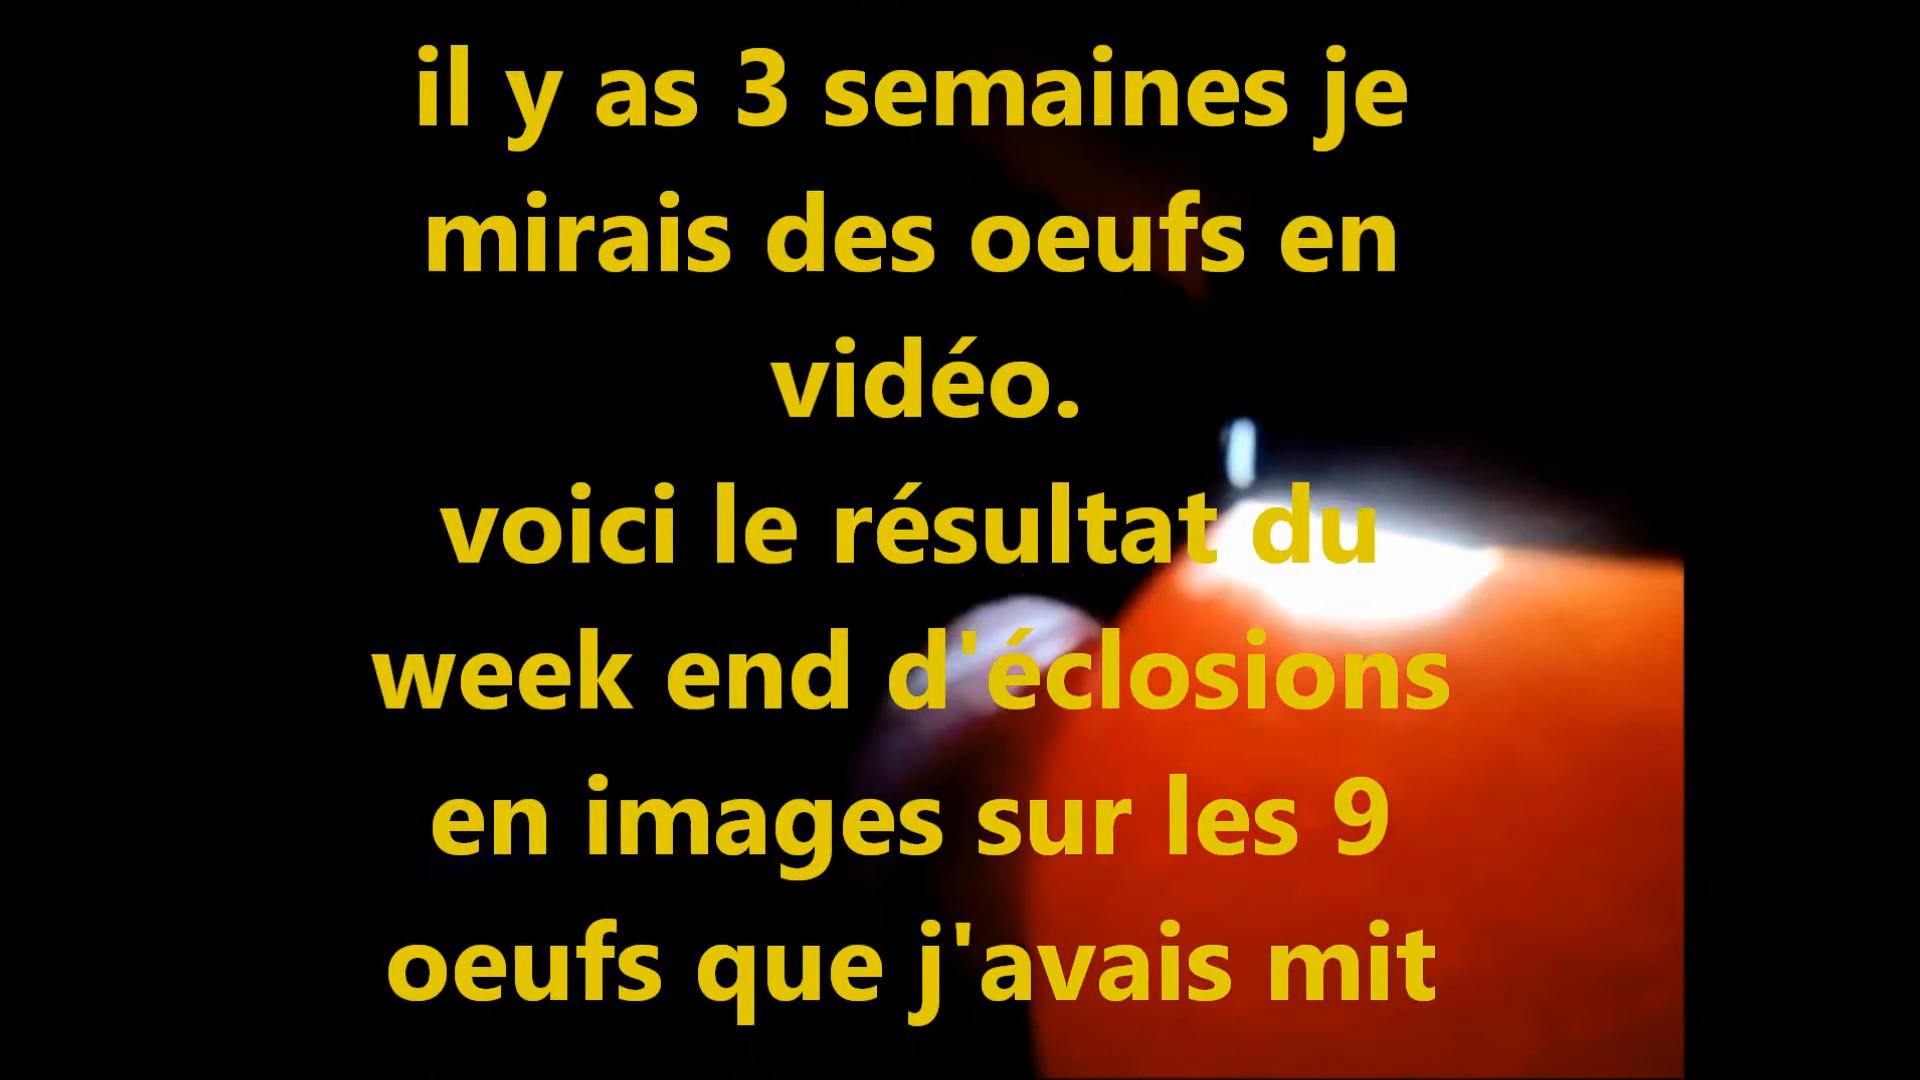 il y as 3 semaines je
mirais des oeufs en
vidéo.
voici le résultat du
week end d'éclosions
en images sur les 9
oeufs que j'avais mit